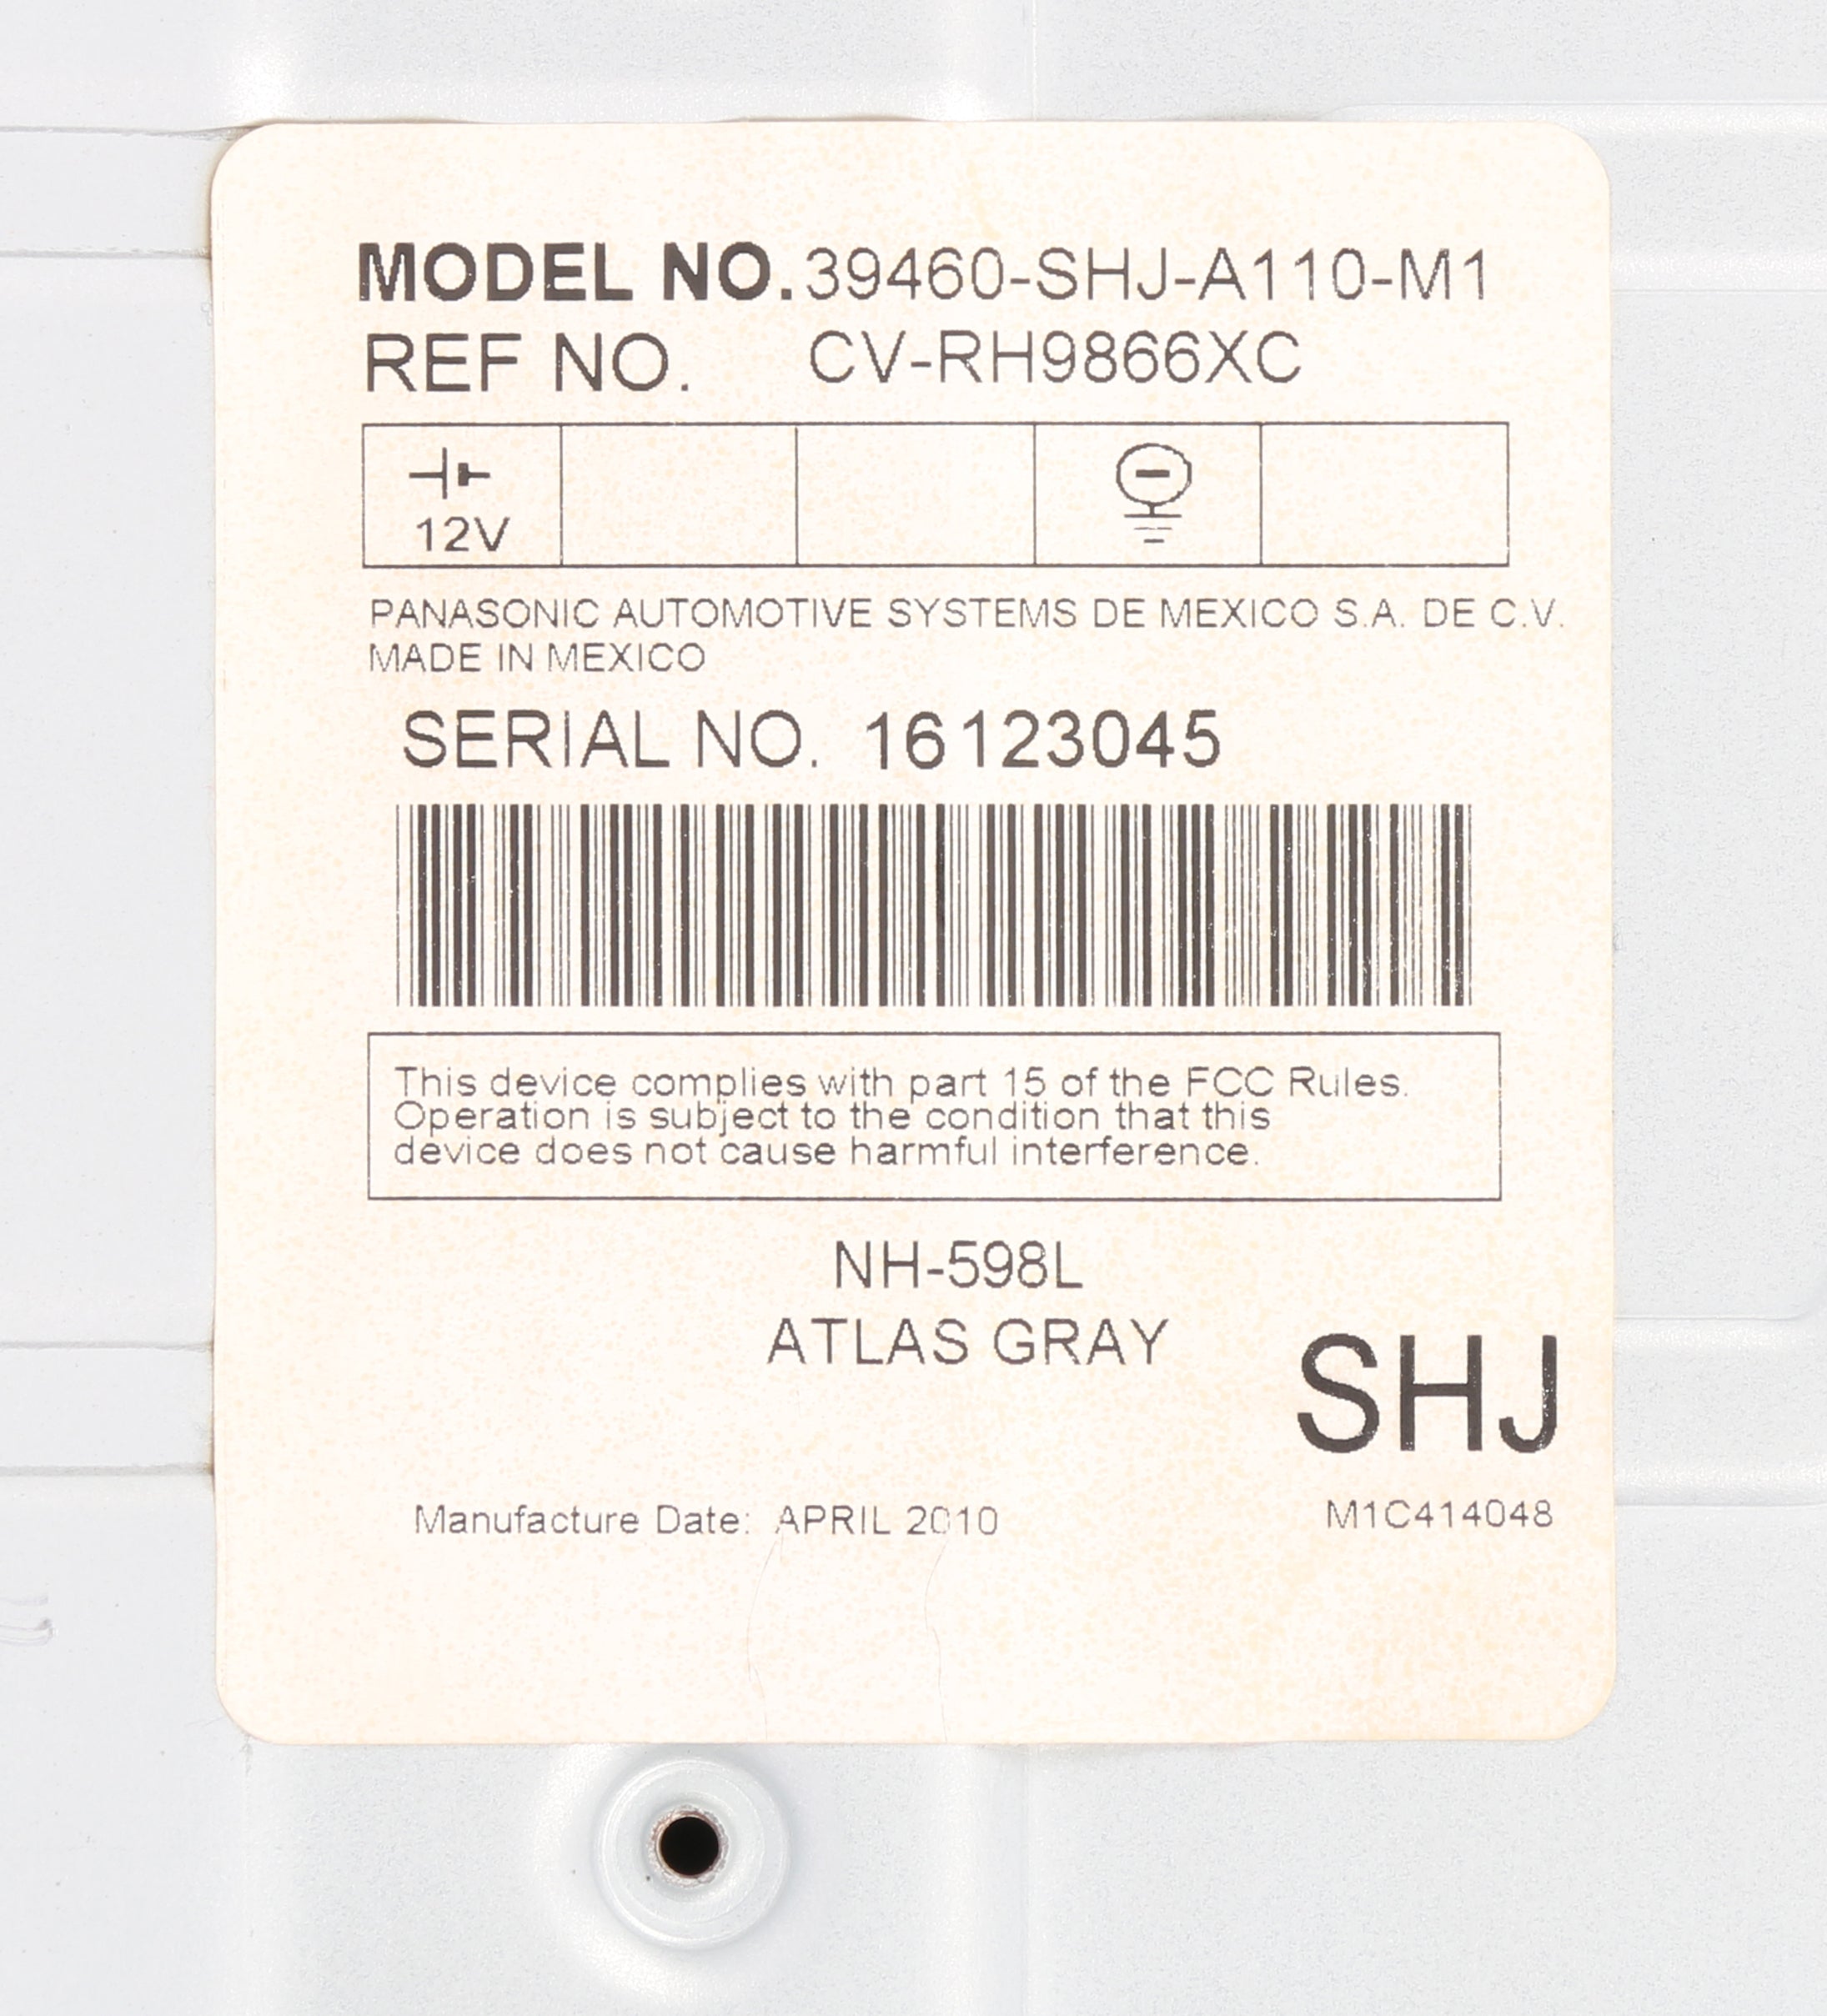 MODEL NO. 39460-SHJ-A110-M1
REF NO. CV-RH9866XC
12V
PANASONIC AUTOMOTIVE SYSTEMS DE MEXICO S.A. DE C.V.
MADE IN MEXICO
SERIAL NO. 16123045
This device complies with part 15 of the FCC Rules.
Operation is subject to the condition that this
device does not cause harmful interference.
NH-598L
ATLAS GRAY
SHJ
Manufacture Date: APRIL 2010
M1C414048